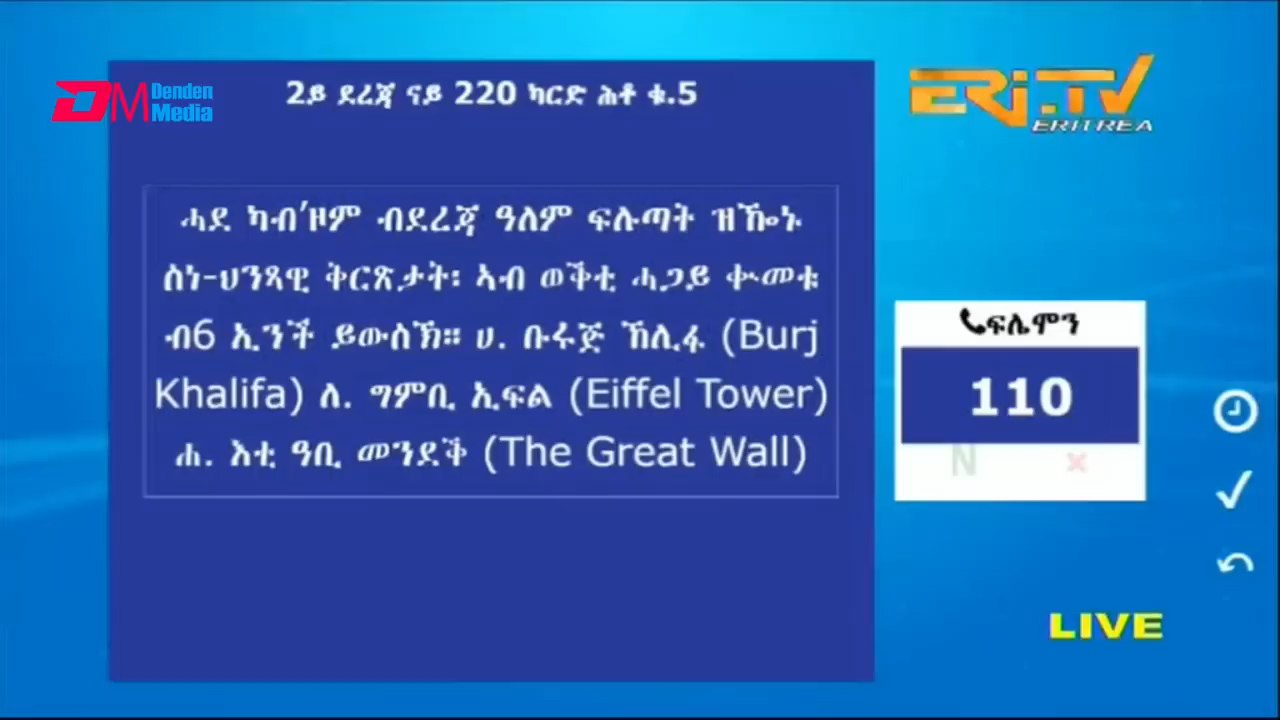 DM Denden
Media
2ይ ደረጃ ናይ 220 ካርድ ሕቶ ቁ.5
ERi.TV
ERITREA
ሓደ ካብ’ዞም ብደረጃ ዓለም ፍሉጣት ዝዀኑ
ስነ-ህንጻዊ ቅርጽታት፡ ኣብ ወቕቲ ሓጋይ ቊመቱ
ብ6 ኢንች ይውስኽ። ሀ. ቡሩጅ ኸሊፋ (Burj
Khalifa) ለ. ግምቢ ኢፍል (Eiffel Tower)
ሐ. እቲ ዓቢ መንደቕ (The Great Wall)
ፍሌሞን
110
N ×
LIVE